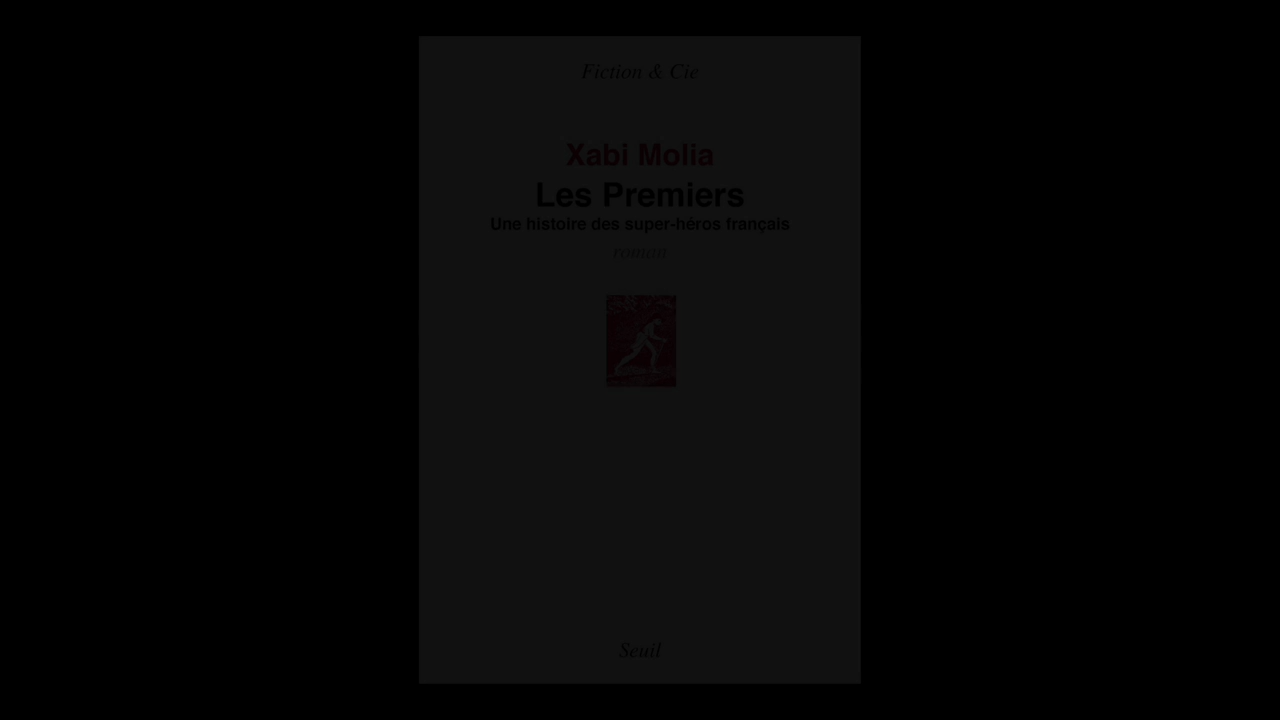 Fiction & Cie
Xabi Molia
Les Premiers
Une histoire des super-héros français
roman
Seuil